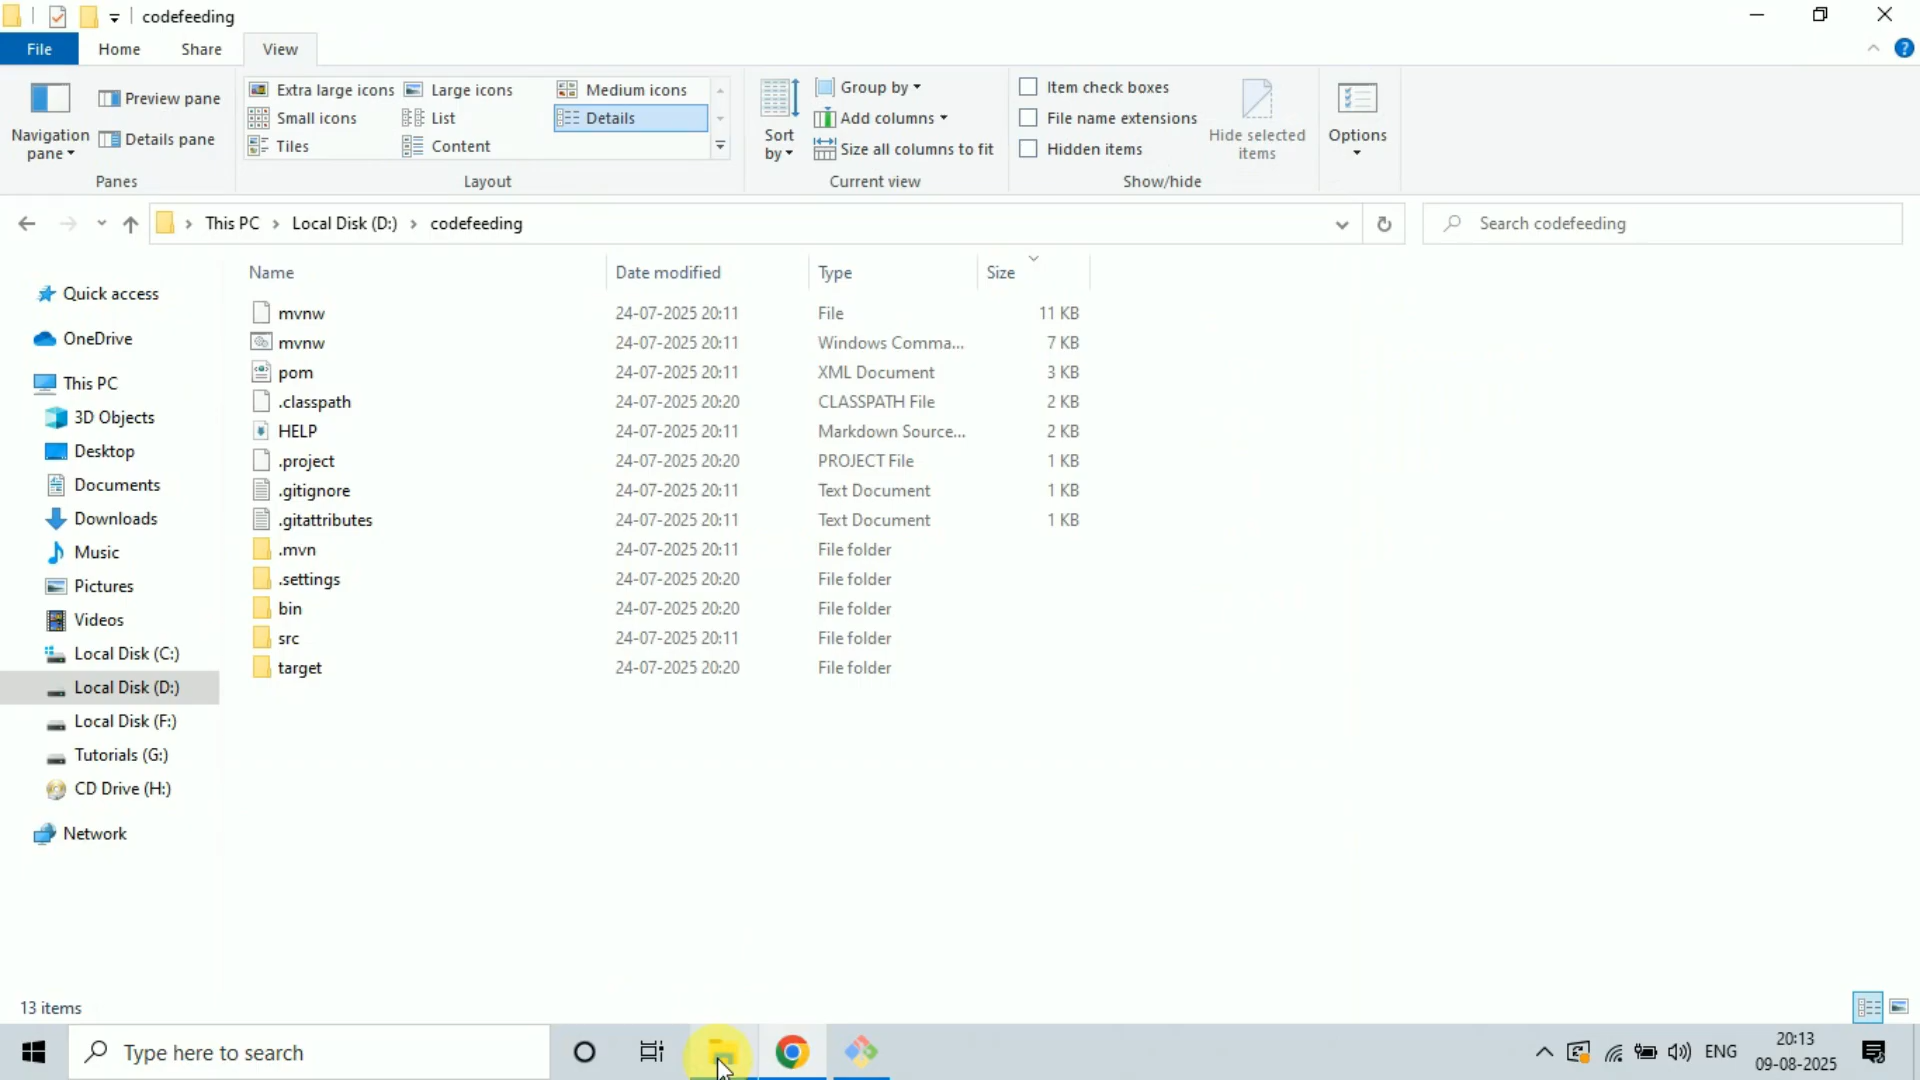 codefeeding
File Home Share View
Navigation pane
Preview pane
Details pane
Panes
Extra large icons Large icons Medium icons
Small icons List Details
Tiles Content
Layout
Sort by
Group by
Add columns
Size all columns to fit
Current view
Item check boxes
File name extensions
Hidden items
Hide selected items
Show/hide
Options
This PC > Local Disk (D:) > codefeeding
Search codefeeding
Name Date modified Type Size
Quick access
OneDrive
This PC
3D Objects
Desktop
Documents
Downloads
Music
Pictures
Videos
Local Disk (C:)
Local Disk (D:)
Local Disk (F:)
Tutorials (G:)
CD Drive (H:)
Network
mvnw 24-07-2025 20:11 File 11 KB
mvnw 24-07-2025 20:11 Windows Comma... 7 KB
pom 24-07-2025 20:11 XML Document 3 KB
.classpath 24-07-2025 20:20 CLASSPATH File 2 KB
HELP 24-07-2025 20:11 Markdown Source... 2 KB
.project 24-07-2025 20:20 PROJECT File 1 KB
.gitignore 24-07-2025 20:11 Text Document 1 KB
.gitattributes 24-07-2025 20:11 Text Document 1 KB
.mvn 24-07-2025 20:11 File folder
.settings 24-07-2025 20:20 File folder
bin 24-07-2025 20:20 File folder
src 24-07-2025 20:11 File folder
target 24-07-2025 20:20 File folder
13 items
Type here to search
ENG
20:13
09-08-2025